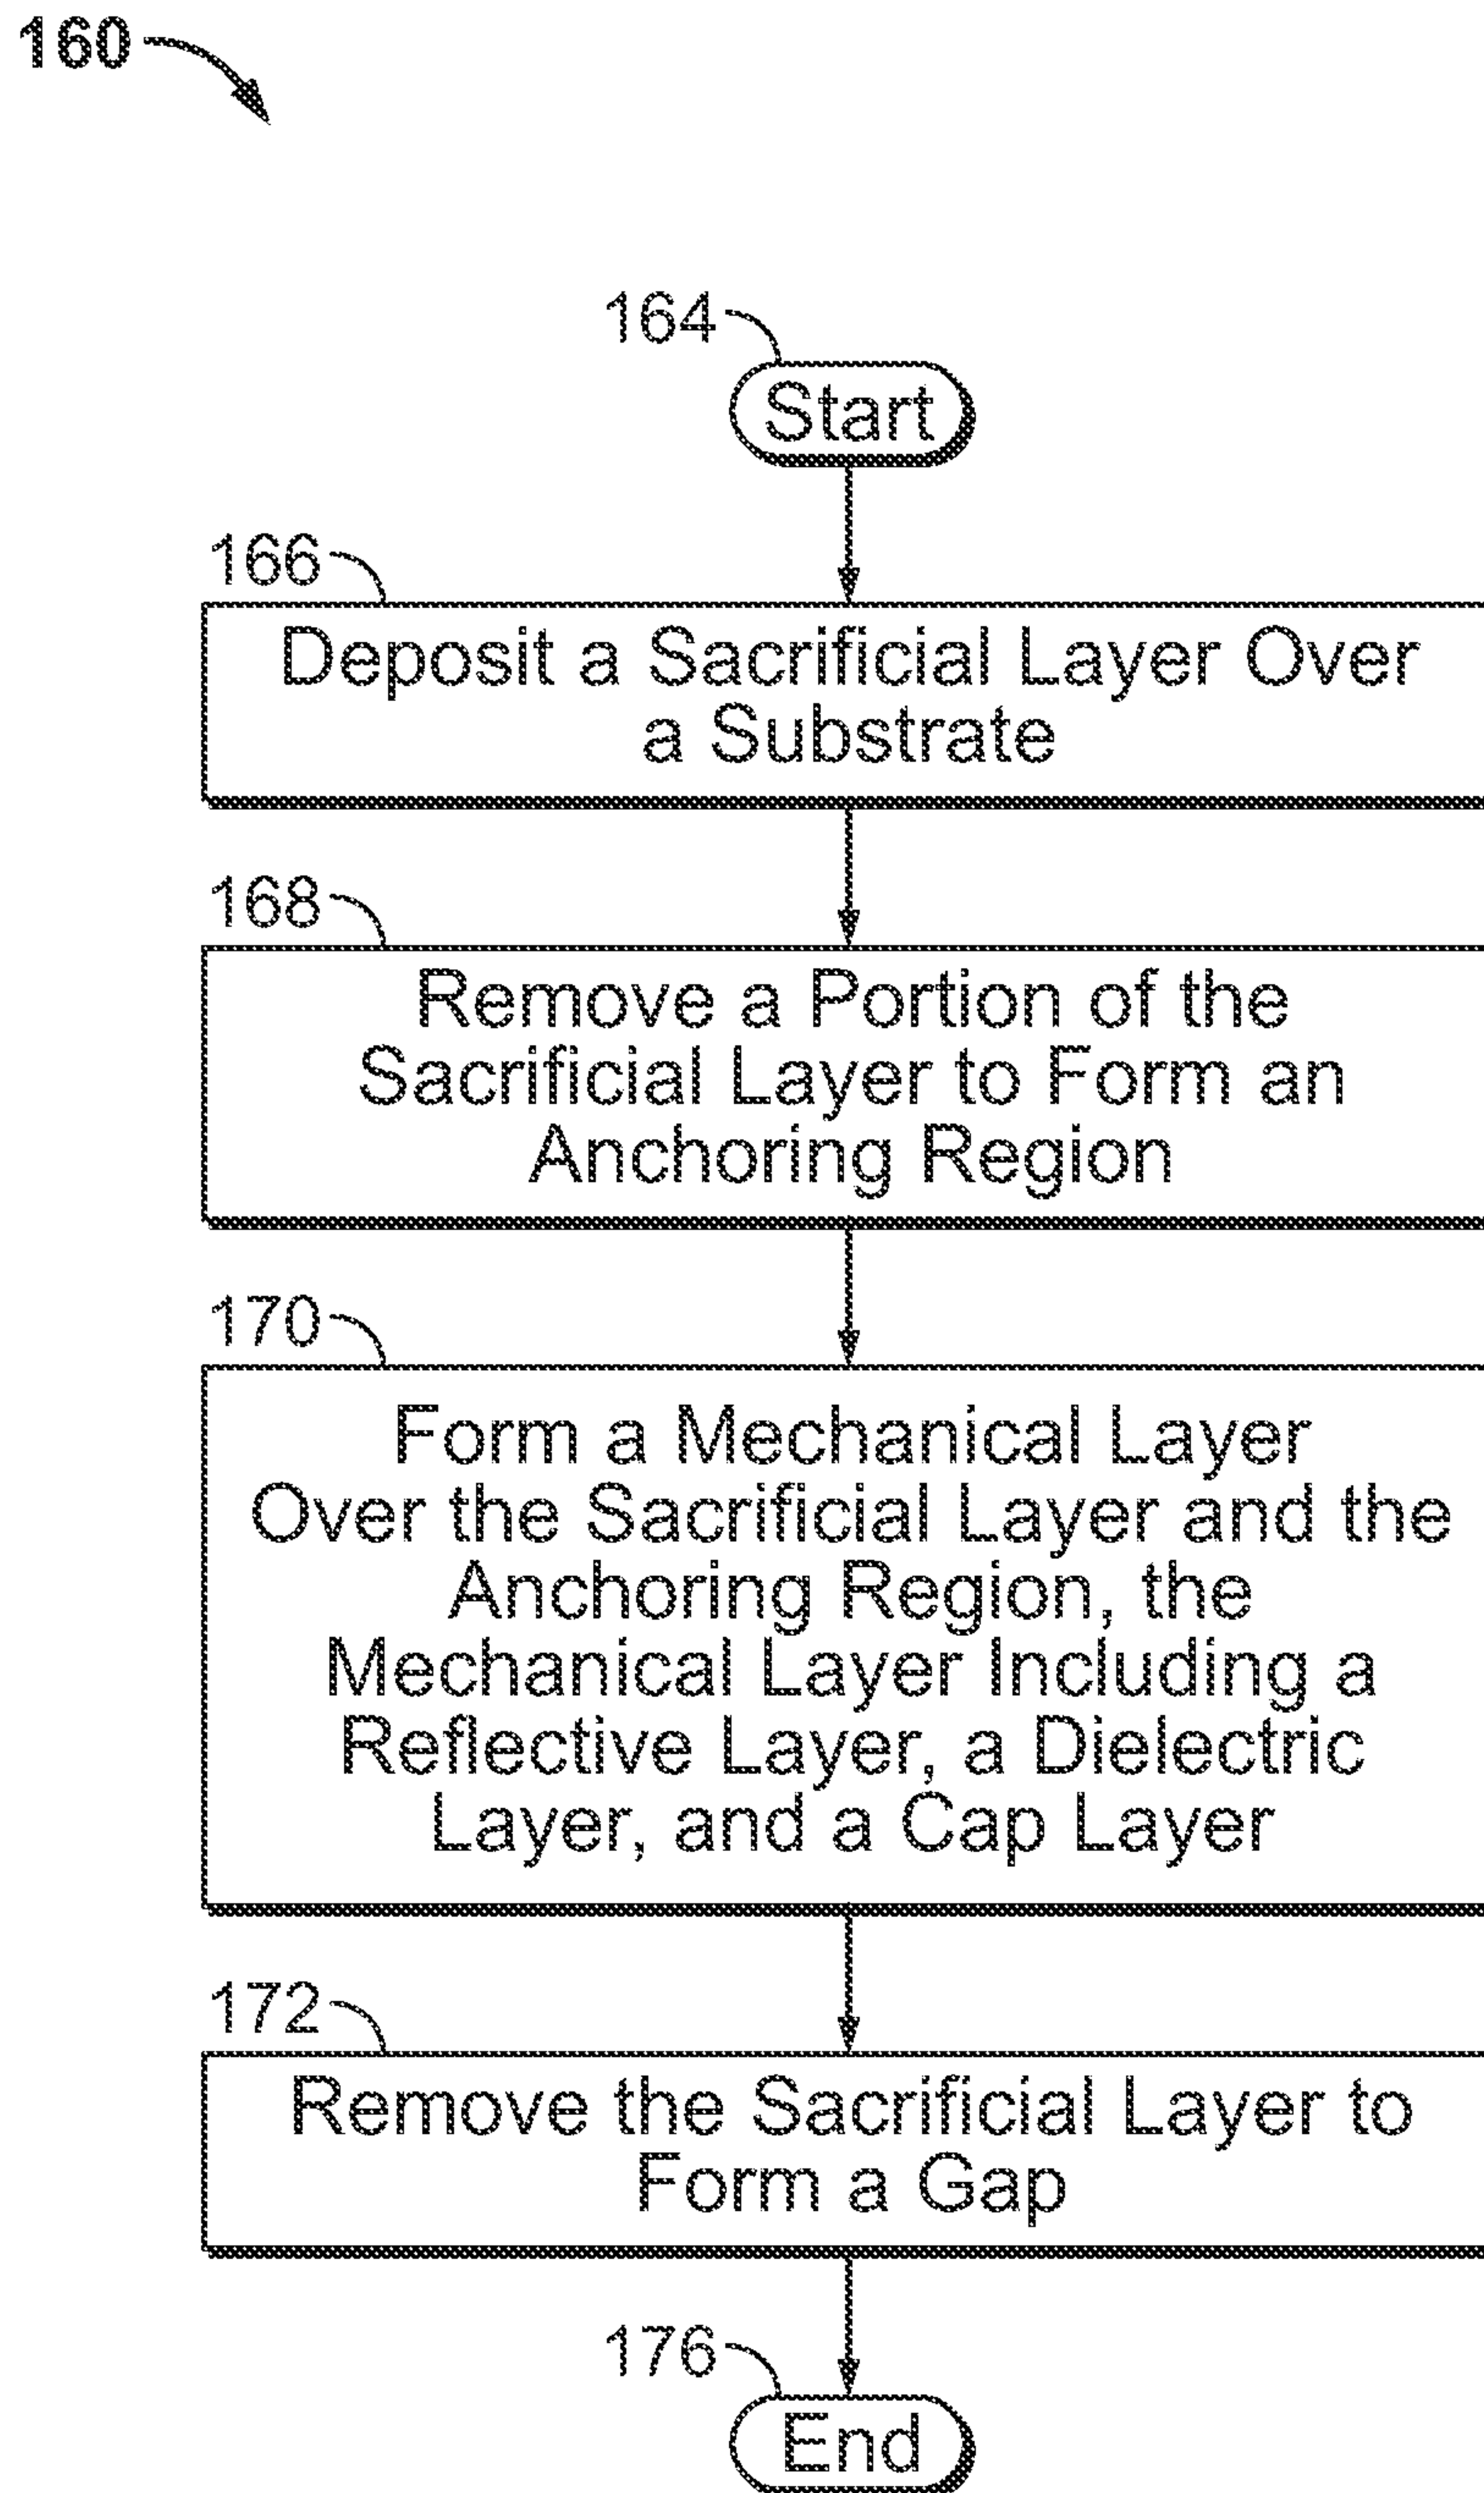 160
164
Start
166
Deposit a Sacrificial Layer Over
a Substrate
168
Remove a Portion of the
Sacrificial Layer to Form an
Anchoring Region
170
Form a Mechanical Layer
Over the Sacrificial Layer and the
Anchoring Region, the
Mechanical Layer Including a
Reflective Layer, a Dielectric
Layer, and a Cap Layer
172
Remove the Sacrificial Layer to
Form a Gap
176
End